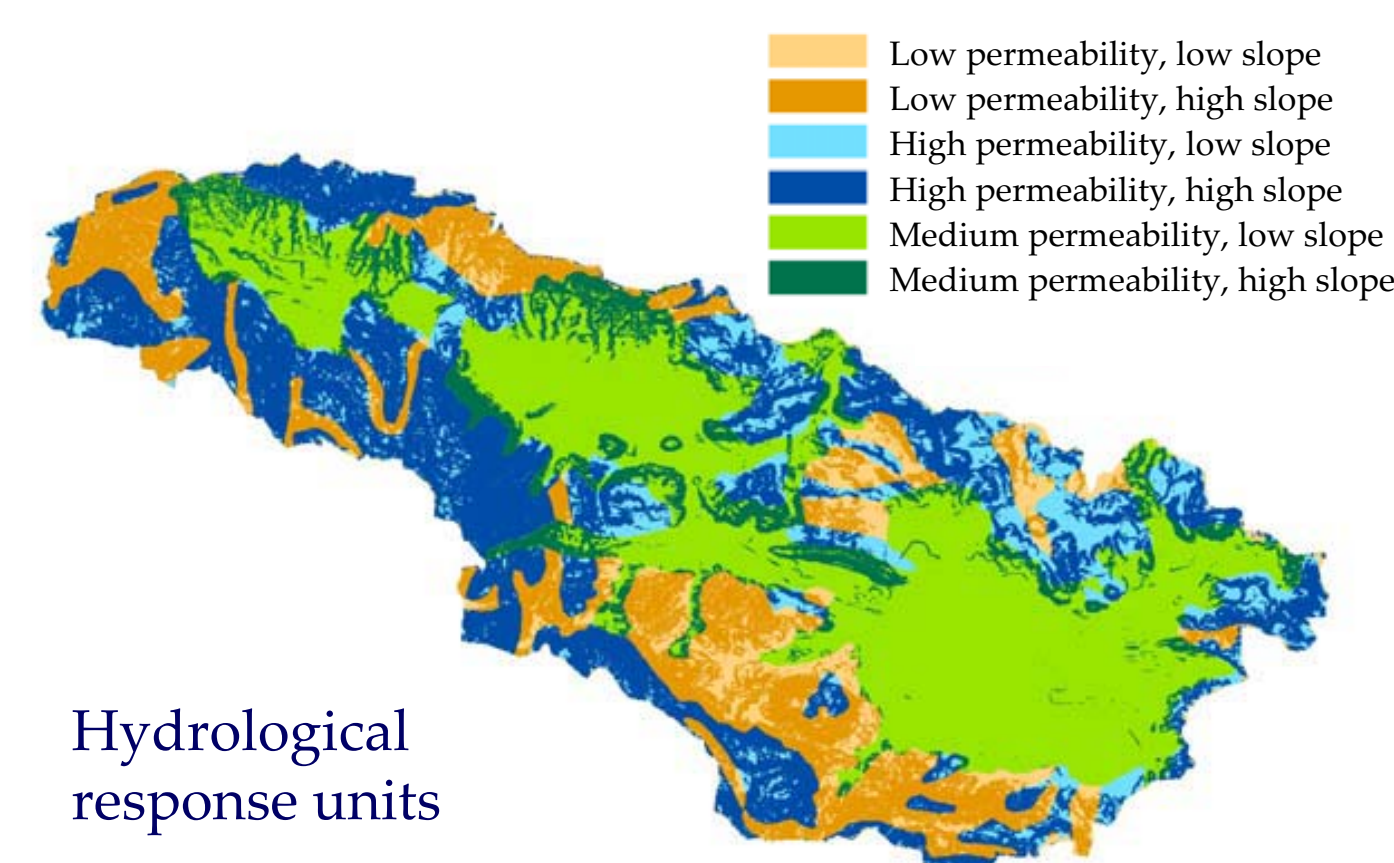 Low permeability, low slope
Low permeability, high slope
High permeability, low slope
High permeability, high slope
Medium permeability, low slope
Medium permeability, high slope
Hydrological
response units